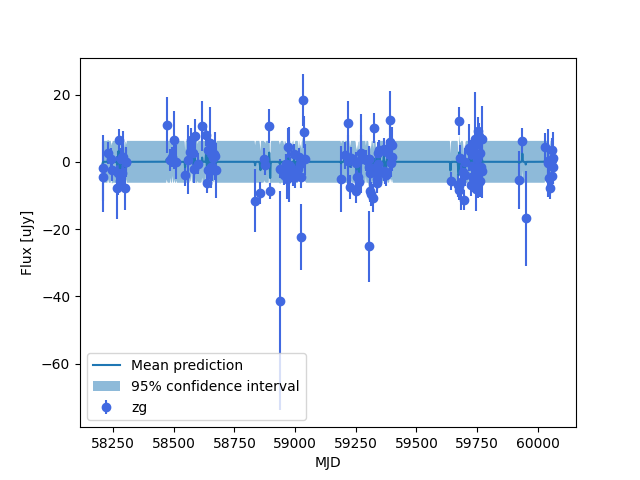 20
0
−20
−40
−60
Flux [uJy]
Mean prediction
95% confidence interval
zg
58250 58500 58750 59000 59250 59500 59750 60000
MJD